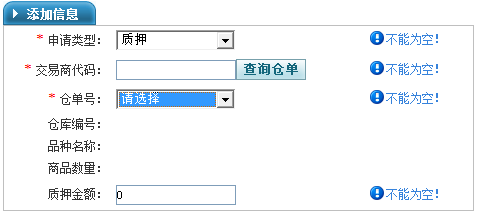 添加信息
* 申请类型： 质押 不能为空!
* 交易商代码： 查询仓单 不能为空!
* 仓单号： 请选择 不能为空!
仓库编号：
品种名称：
商品数量：
质押金额： 0 不能为空!